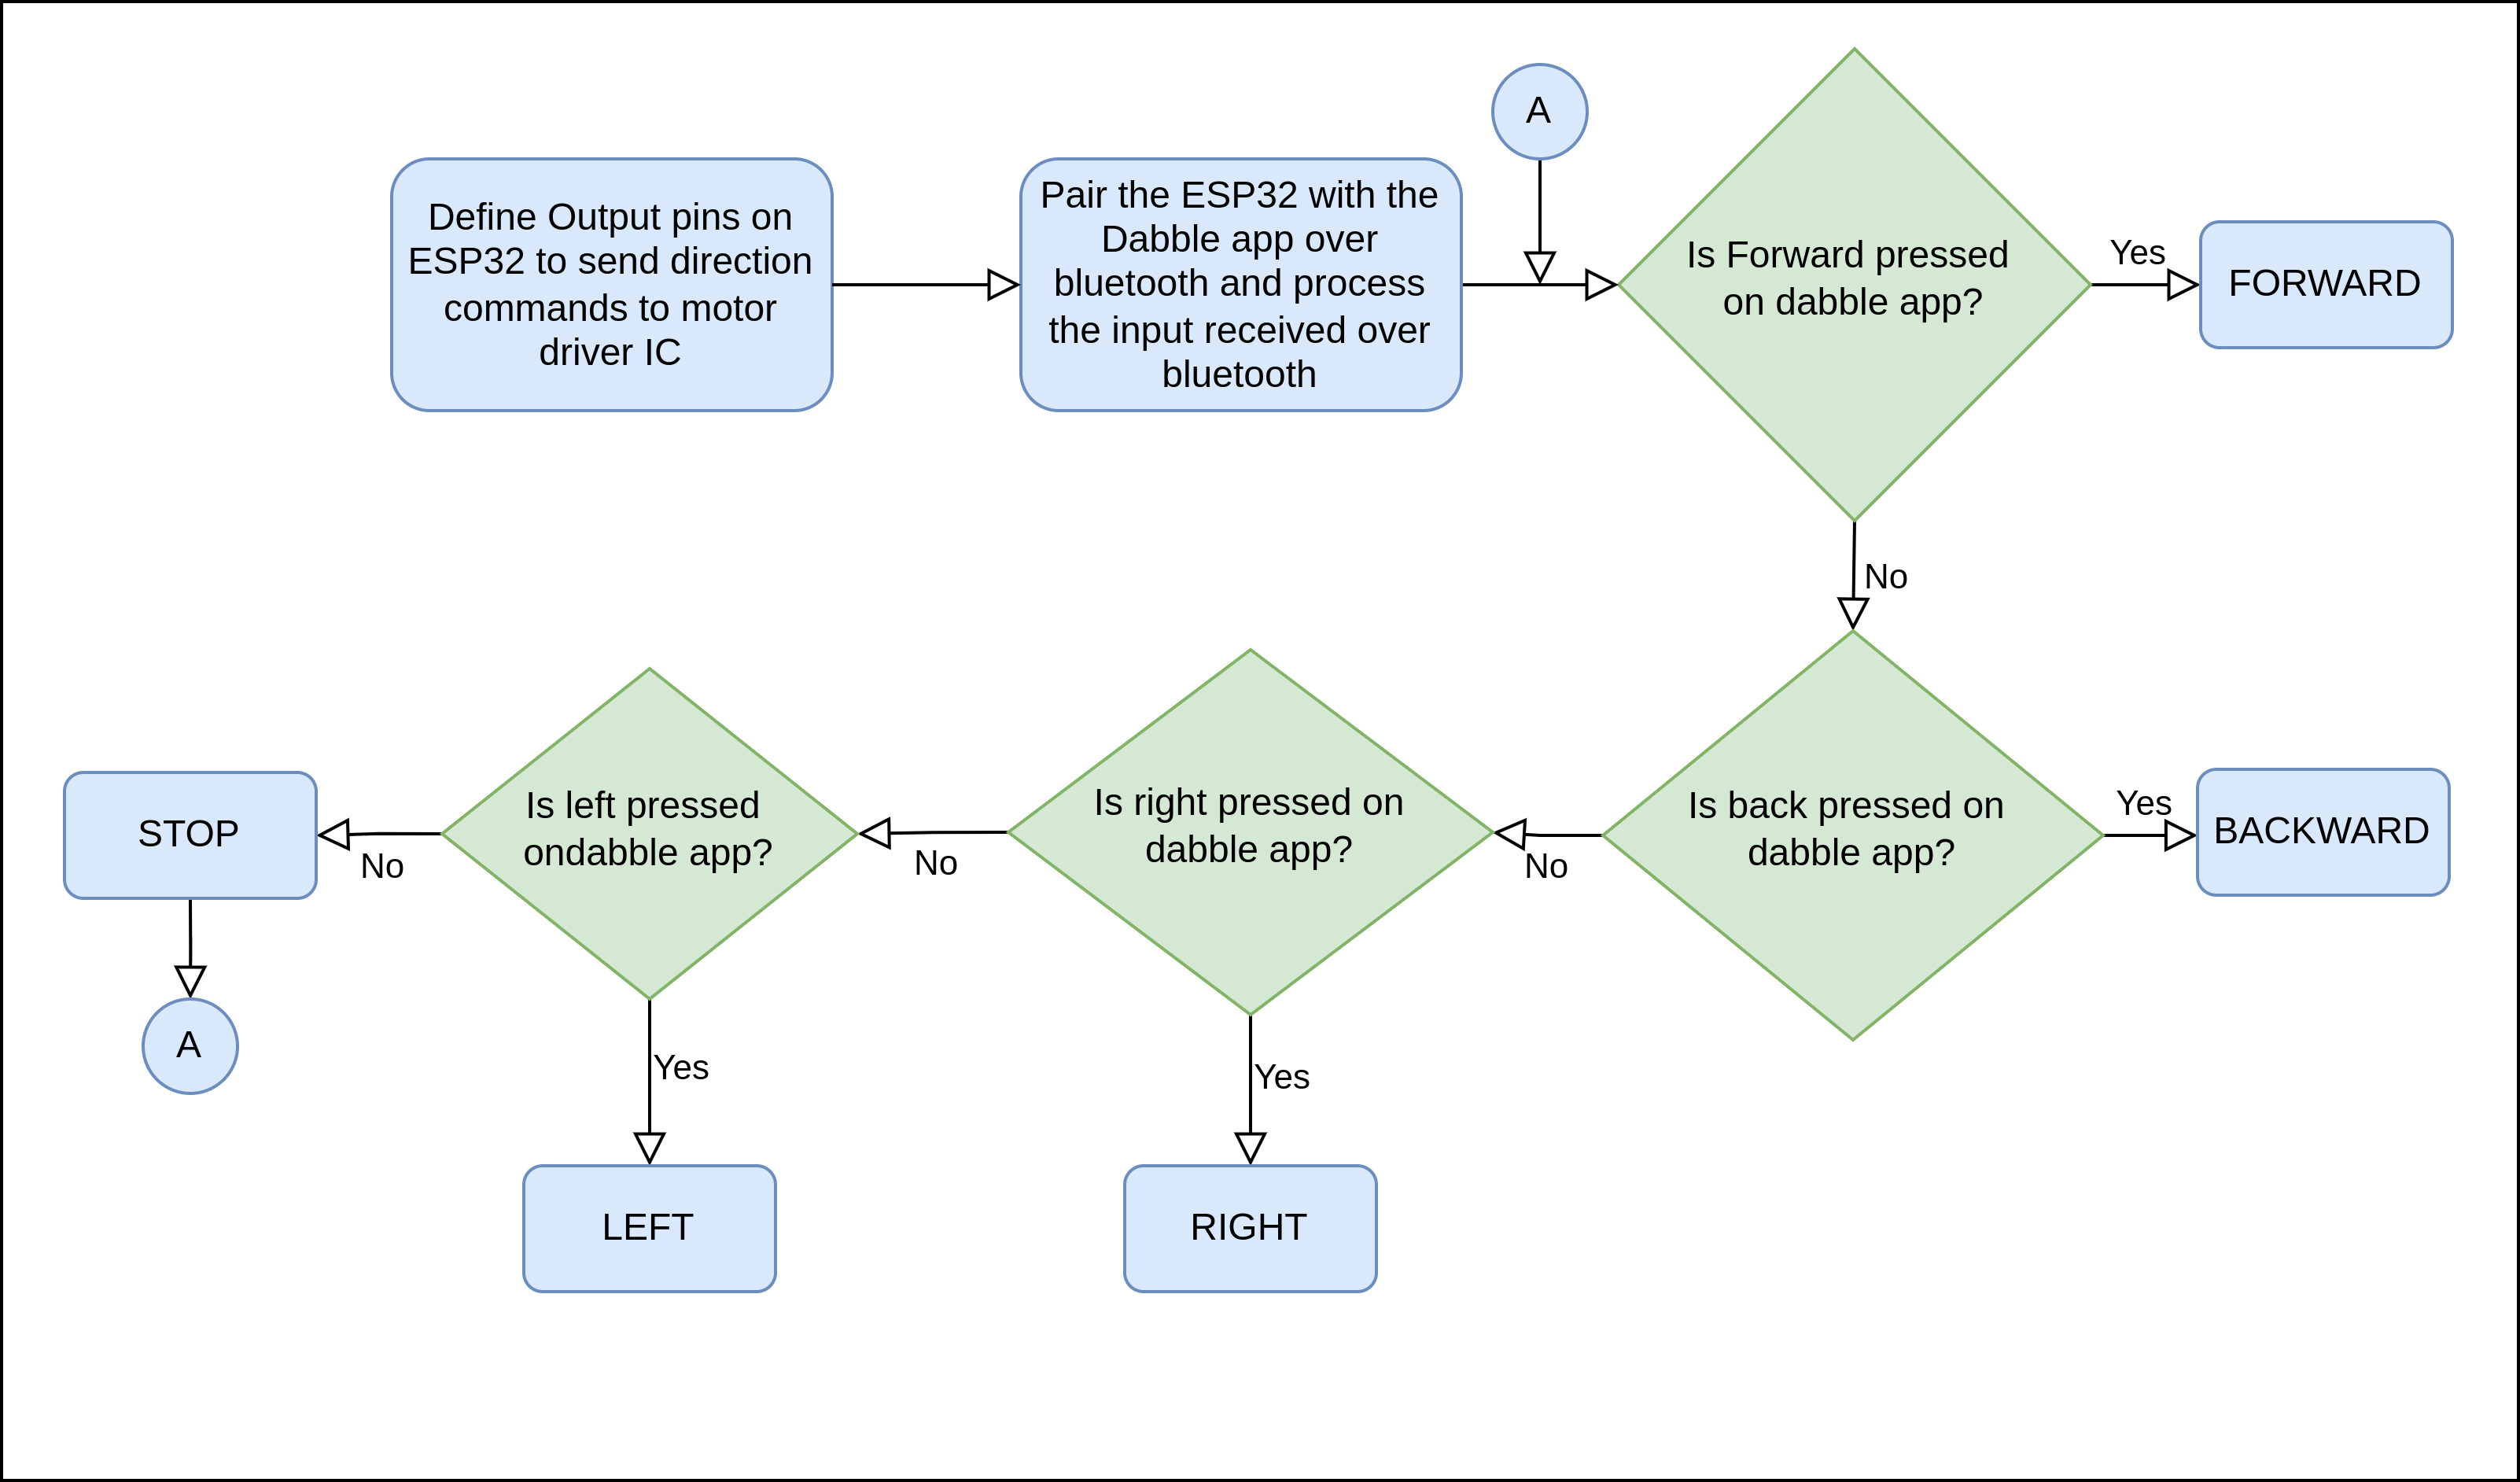 Define Output pins on
ESP32 to send direction
commands to motor
driver IC
Pair the ESP32 with the
Dabble app over
bluetooth and process
the input received over
bluetooth
A
Is Forward pressed
on dabble app?
Yes
FORWARD
No
Is back pressed on
dabble app?
Yes
BACKWARD
No
Is right pressed on
dabble app?
Yes
RIGHT
No
Is left pressed
ondabble app?
Yes
LEFT
No
STOP
A